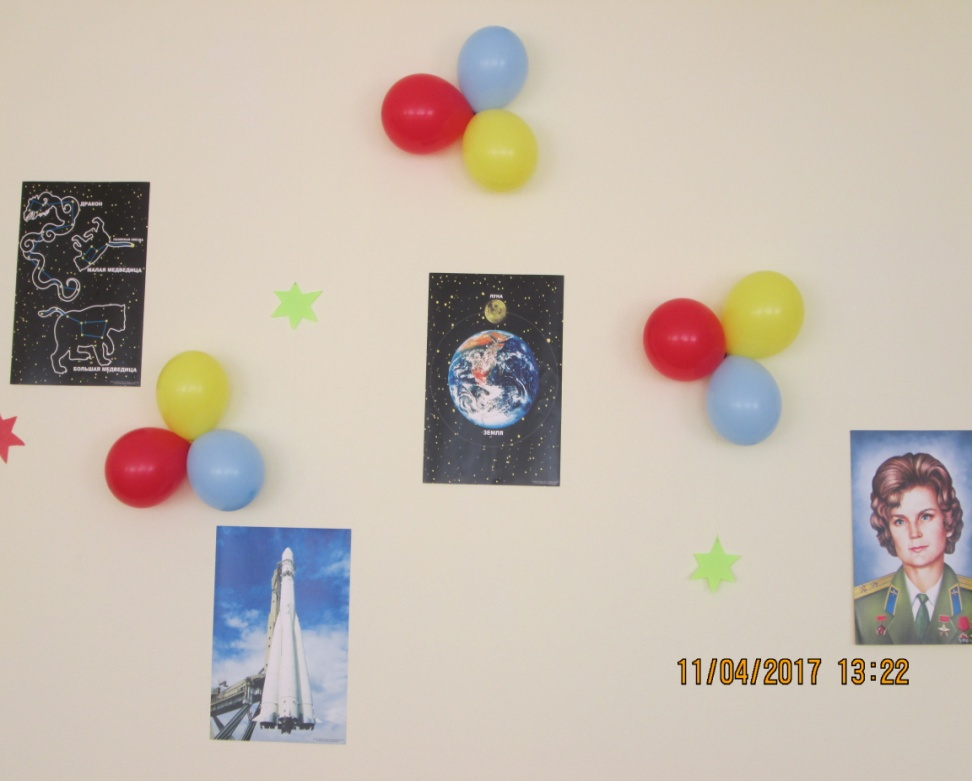 ДРАКОН
МАЛАЯ МЕДВЕДИЦА
БОЛЬШАЯ МЕДВЕДИЦА
ЛУНА
ЗЕМЛЯ
11/04/2017 13:22